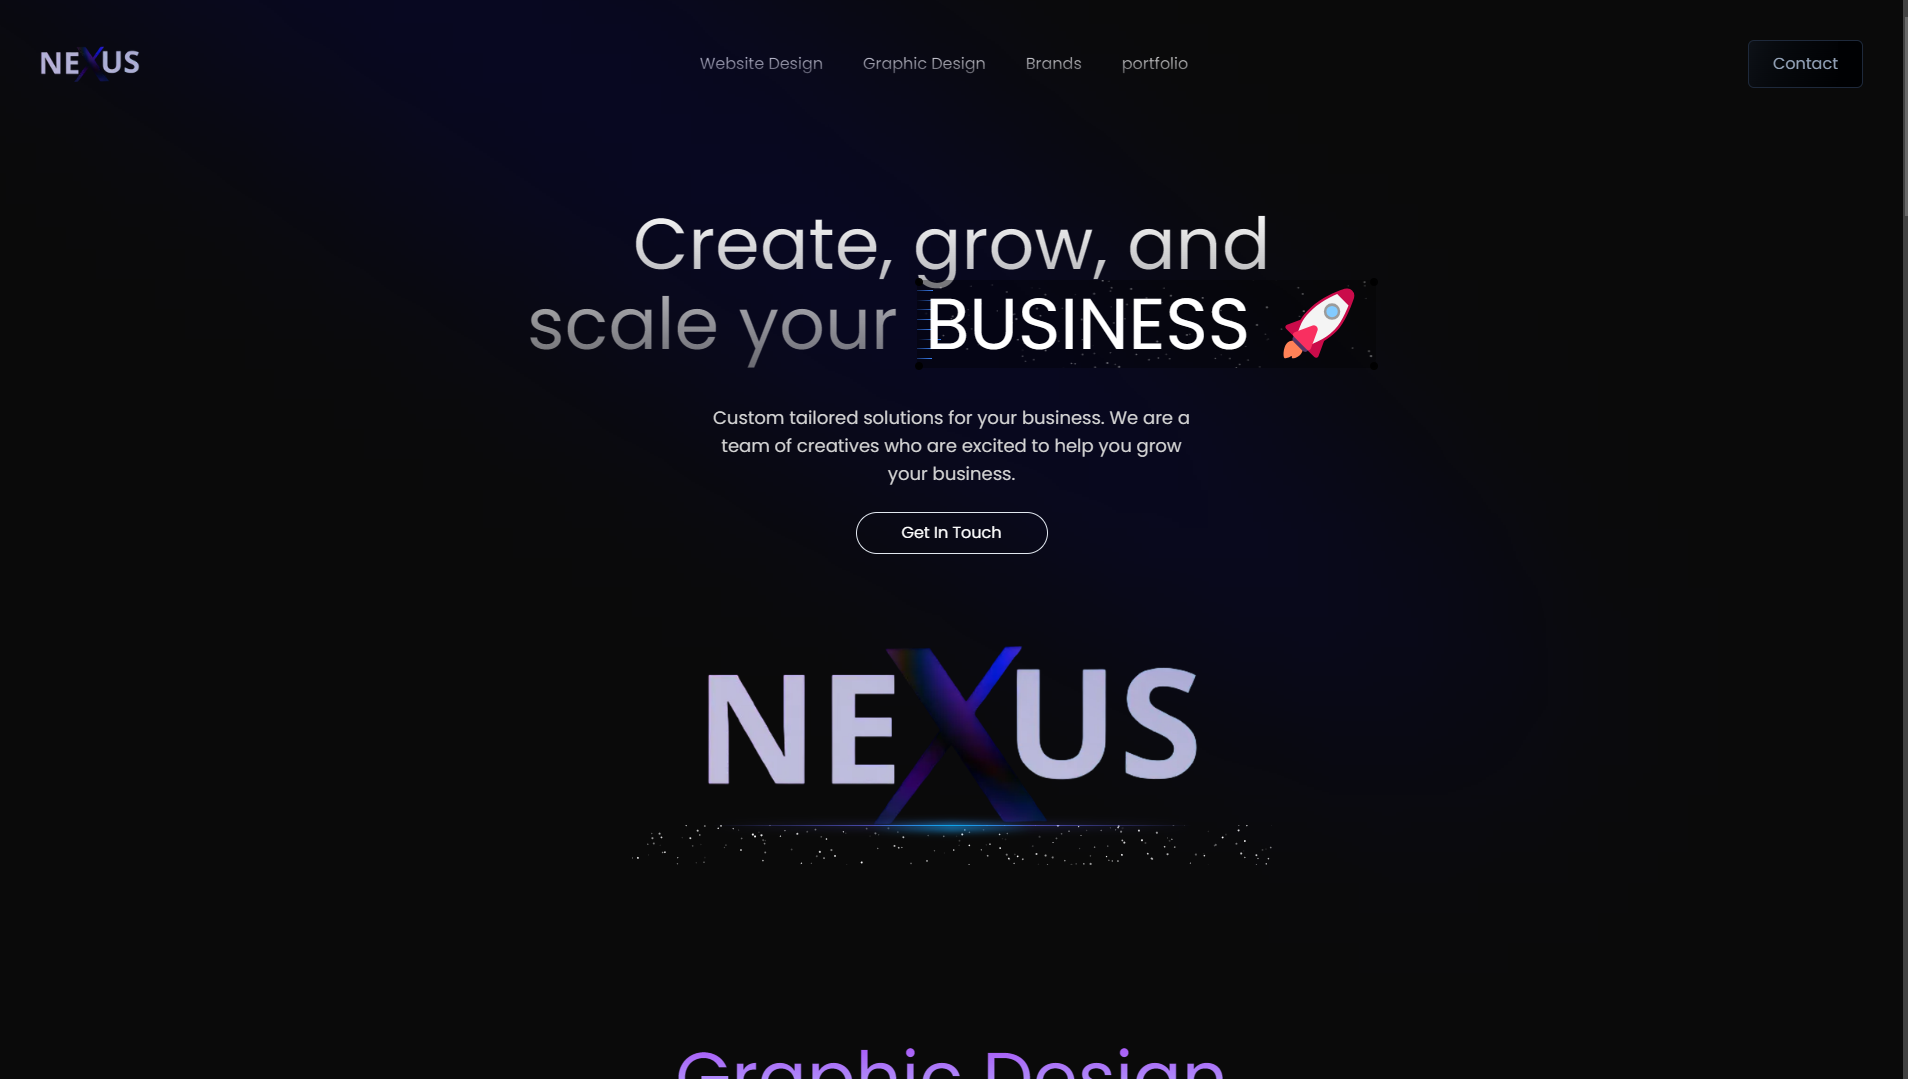 NEXUS
Website Design
Graphic Design
Brands
portfolio
Contact
Create, grow, and
scale your BUSINESS 🚀
Custom tailored solutions for your business. We are a
team of creatives who are excited to help you grow
your business.
Get In Touch
NEXUS
Graphic Design